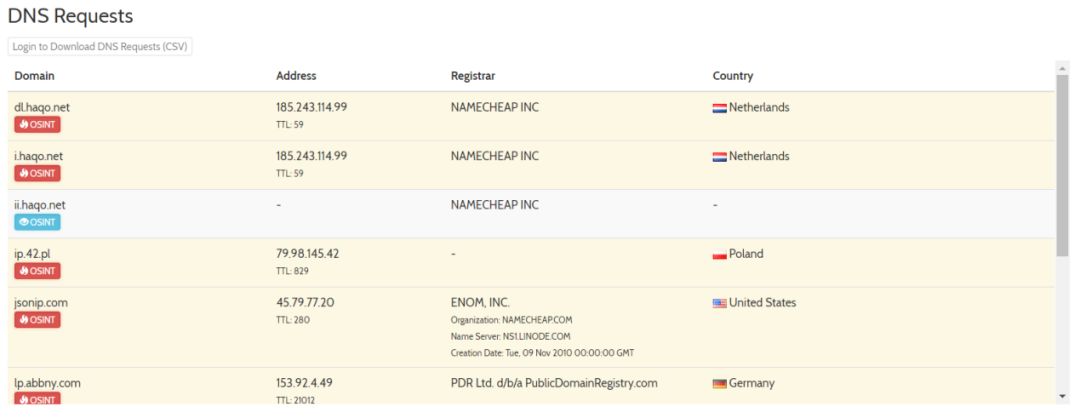 DNS Requests
Login to Download DNS Requests (CSV)
Domain Address Registrar Country
dl.haqo.net 185.243.114.99 NAMECHEAP INC Netherlands
OSINT TTL: 59
i.haqo.net 185.243.114.99 NAMECHEAP INC Netherlands
OSINT TTL: 59
ii.haqo.net - NAMECHEAP INC -
OSINT
ip.42.pl 79.98.145.42 - Poland
OSINT TTL: 829
jsonip.com 45.79.77.20 ENOM, INC. United States
OSINT TTL: 280 Organization: NAMECHEAP.COM
Name Server: NS1.LINODE.COM
Creation Date: Tue, 09 Nov 2010 00:00:00 GMT
lp.abbny.com 153.92.4.49 PDR Ltd. d/b/a PublicDomainRegistry.com Germany
OSINT TTL: 21012